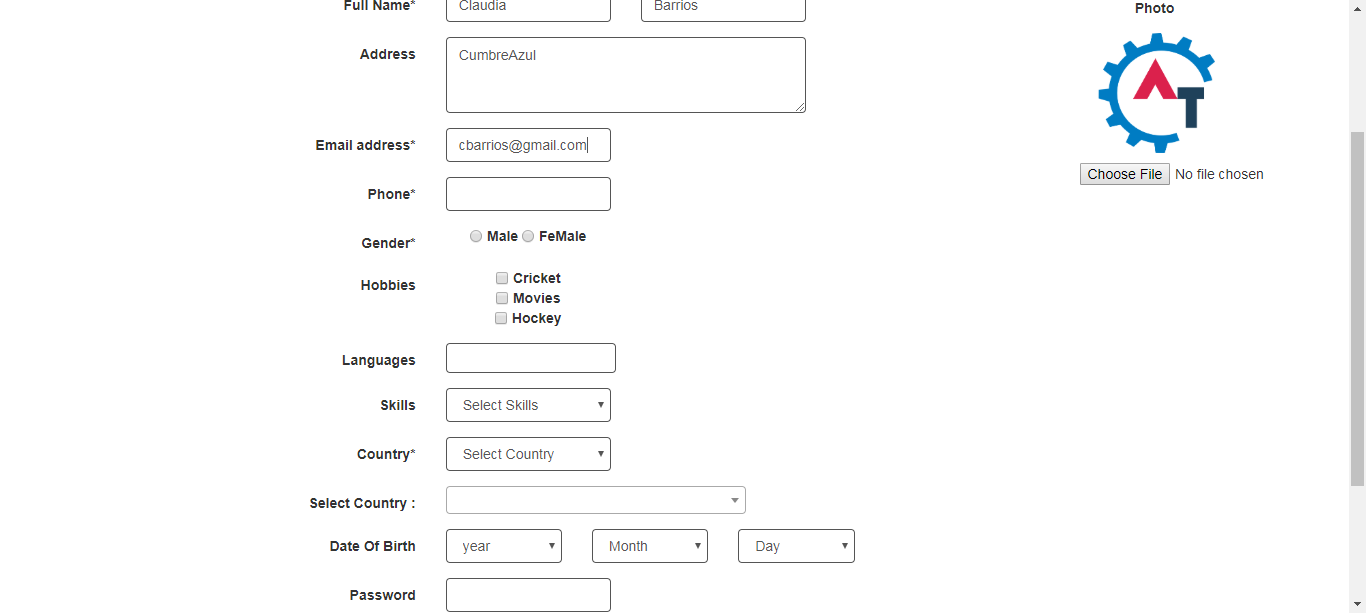 Full Name* Claudia Barrios
Photo
Address CumbreAzul
AT
Email address* cbarrios@gmail.com
Choose File No file chosen
Phone*
Gender* Male FeMale
Hobbies Cricket
Movies
Hockey
Languages
Skills Select Skills
Country* Select Country
Select Country :
Date Of Birth year Month Day
Password